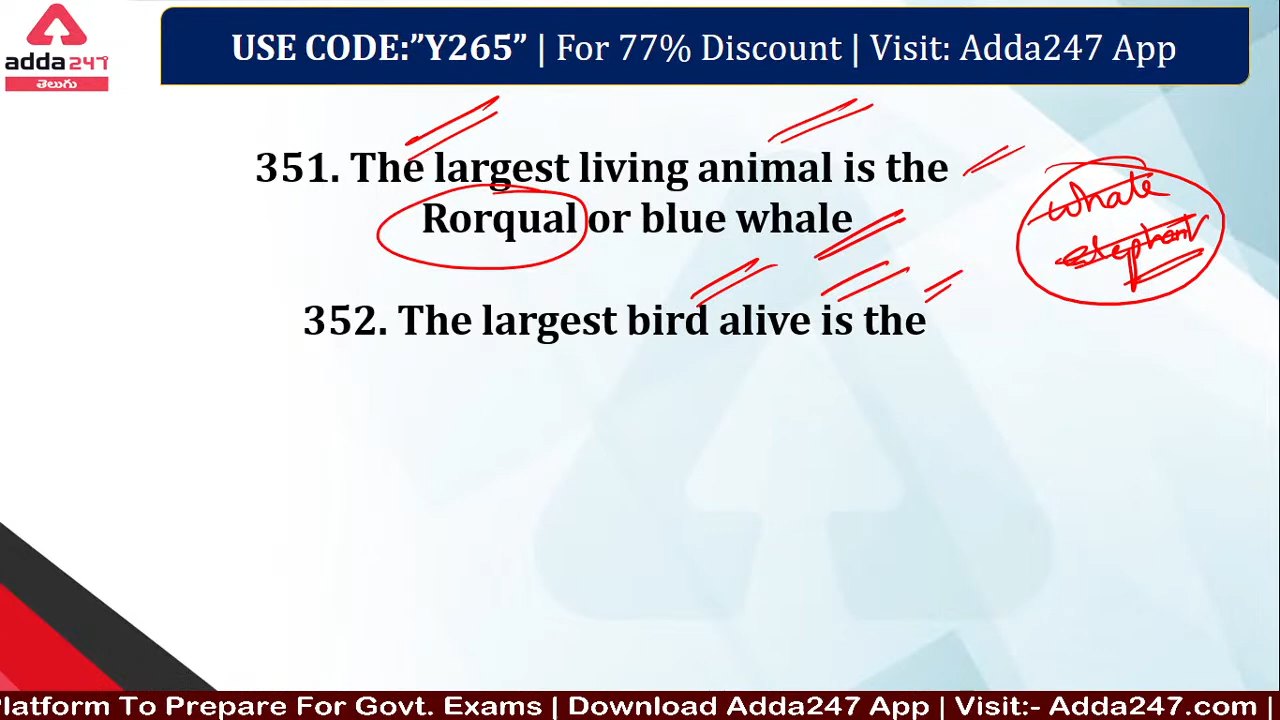 adda247
తెలుగు
USE CODE:”Y265” | For 77% Discount | Visit: Adda247 App
351. The largest living animal is the
Rorqual or blue whale
whale
elephant
352. The largest bird alive is the
latform To Prepare For Govt. Exams | Download Adda247 App | Visit:- Adda247.com |